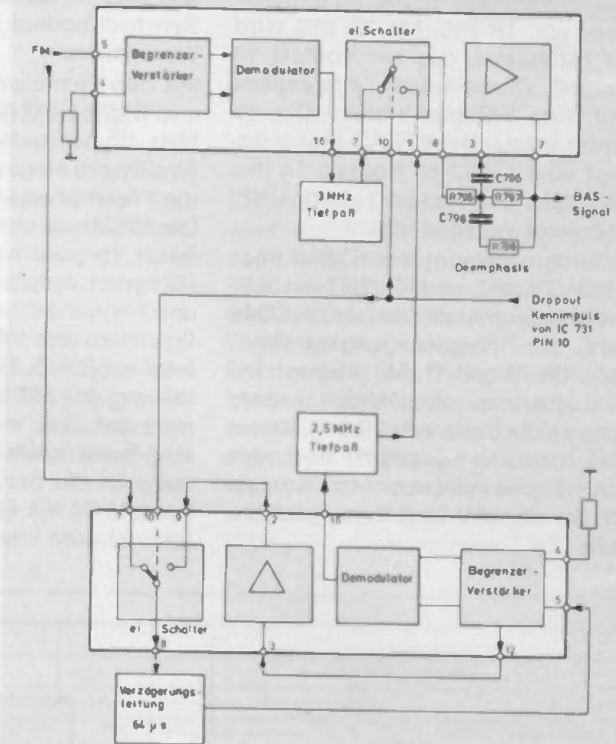 el. Schalter
FM
5
4
Begrenzer-
Verstärker
Demodulator
16
7
10
9
8
3
2
3 MHz
Tiefpaß
C796
R796
R797
C796
R798
BAS-
Signal
Deemphasis
Dropout
Kennimpuls
von IC 731
PIN 10
2,5 MHz
Tiefpaß
7
10
9
2
16
4
5
Demodulator
Begrenzer-
Verstärker
el. Schalter
8
3
12
Verzögerungs-
leitung
64 µs